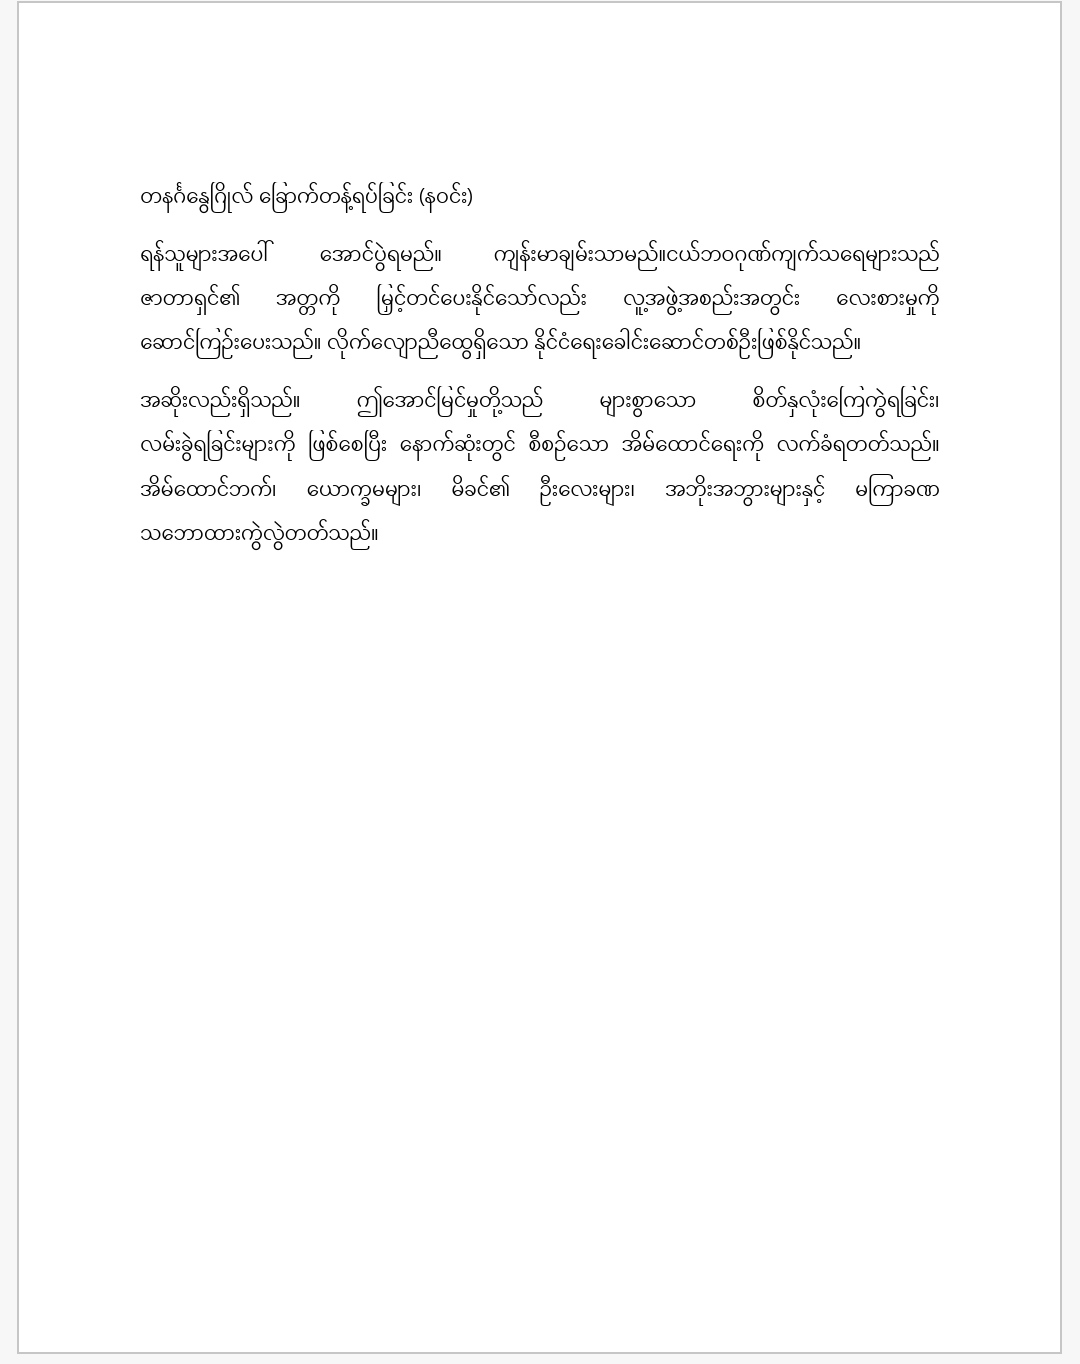 တနင်္ဂနွေဂြိုလ် ခြောက်တန့်ရပ်ခြင်း (နဝင်း)
ရန်သူများအပေါ် အောင်ပွဲရမည်။ ကျန်းမာချမ်းသာမည်။ငယ်ဘဝဂုဏ်ကျက်သရေများသည်
ဇာတာရှင်၏ အတ္တကို မြှင့်တင်ပေးနိုင်သော်လည်း လူ့အဖွဲ့အစည်းအတွင်း လေးစားမှုကို
ဆောင်ကြဉ်းပေးသည်။ လိုက်လျောညီထွေရှိသော နိုင်ငံရေးခေါင်းဆောင်တစ်ဦးဖြစ်နိုင်သည်။
အဆိုးလည်းရှိသည်။ ဤအောင်မြင်မှုတို့သည် များစွာသော စိတ်နှလုံးကြေကွဲရခြင်း၊
လမ်းခွဲရခြင်းများကို ဖြစ်စေပြီး နောက်ဆုံးတွင် စီစဉ်သော အိမ်ထောင်ရေးကို လက်ခံရတတ်သည်။
အိမ်ထောင်ဘက်၊ ယောက္ခမများ၊ မိခင်၏ ဦးလေးများ၊ အဘိုးအဘွားများနှင့် မကြာခဏ
သဘောထားကွဲလွဲတတ်သည်။